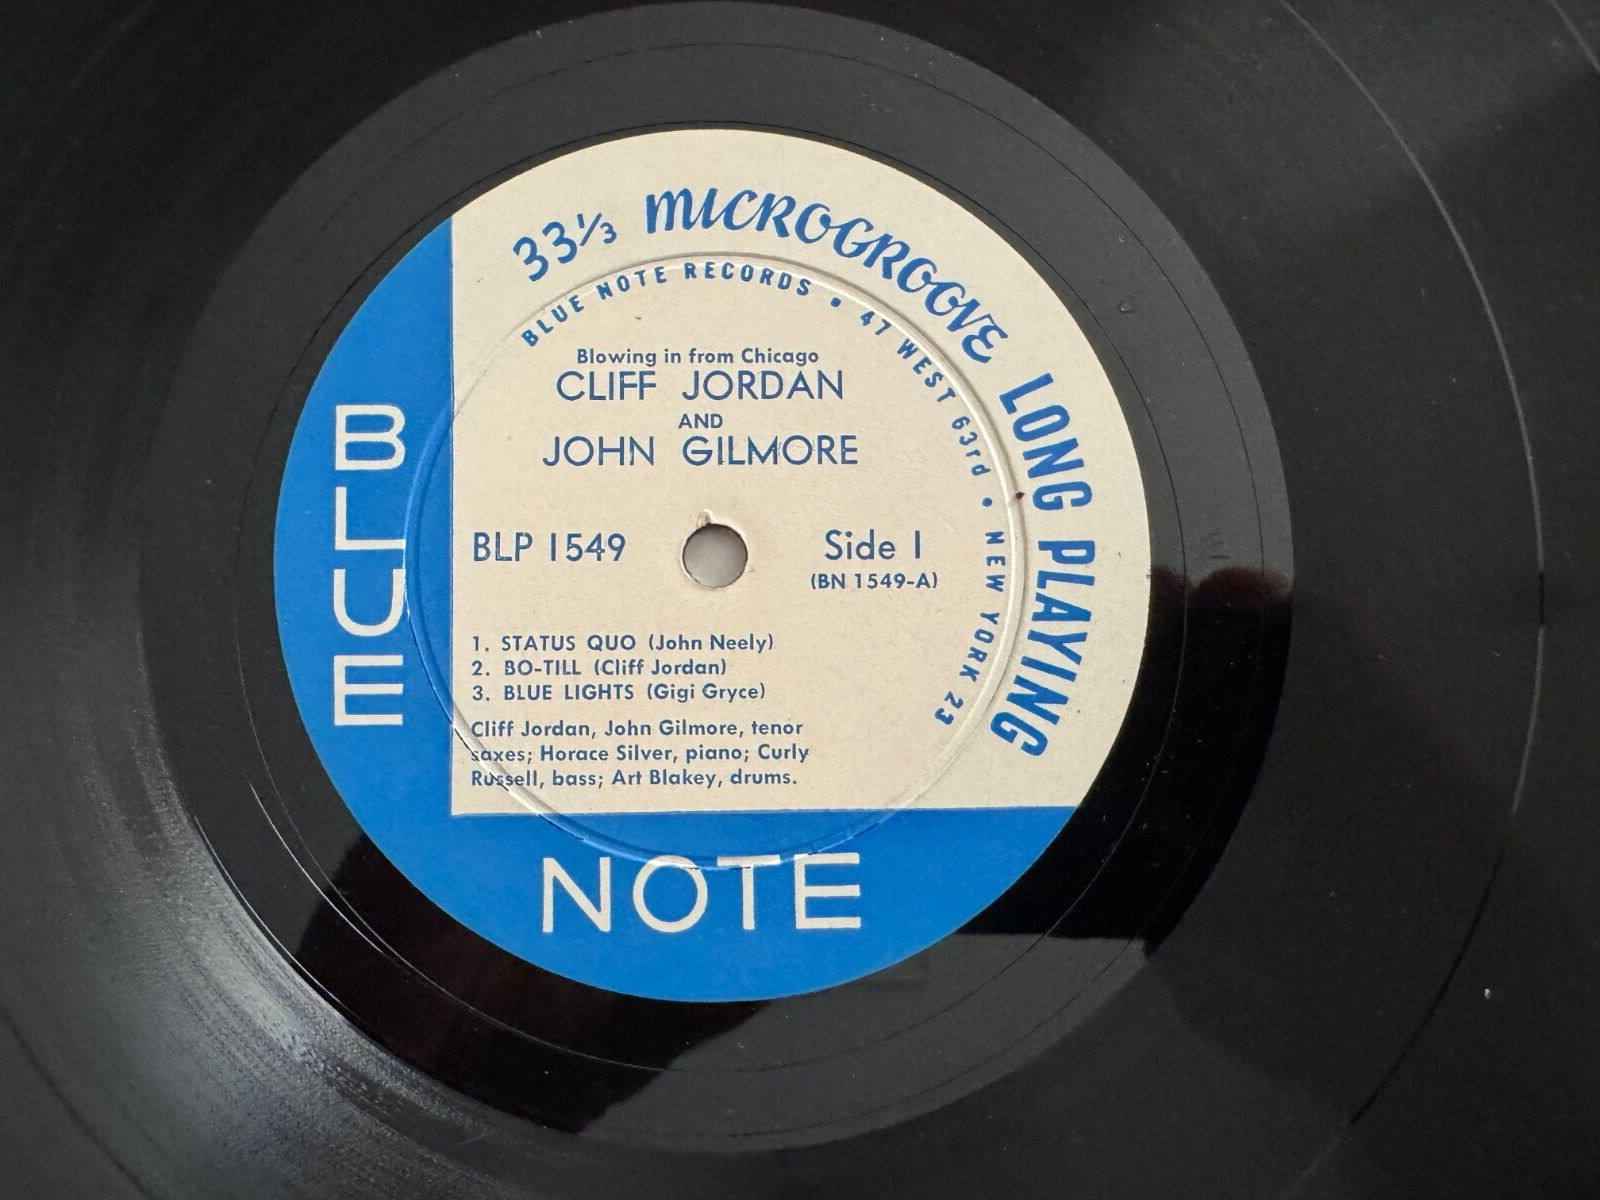 33⅓ MICROGROOVE LONG PLAYING
BLUE NOTE RECORDS • 47 WEST 63rd • NEW YORK 23
Blowing in from Chicago
CLIFF JORDAN
AND
JOHN GILMORE
BLP 1549
Side 1
(BN 1549-A)
1. STATUS QUO (John Neely)
2. BO-TILL (Cliff Jordan)
3. BLUE LIGHTS (Gigi Gryce)
Cliff Jordan, John Gilmore, tenor
saxes; Horace Silver, piano; Curly
Russell, bass; Art Blakey, drums.
BLUE
NOTE